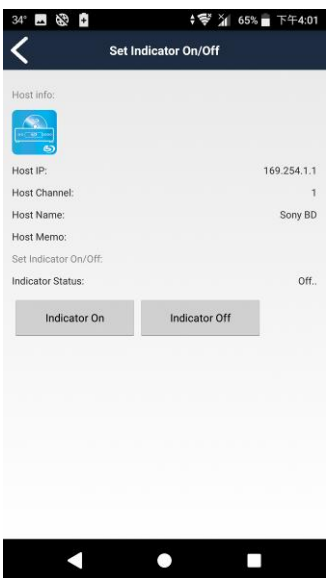 34° 65% 下午4:01
Set Indicator On/Off
Host info:
Host IP: 169.254.1.1
Host Channel: 1
Host Name: Sony BD
Host Memo:
Set Indicator On/Off:
Indicator Status: Off..
Indicator On Indicator Off